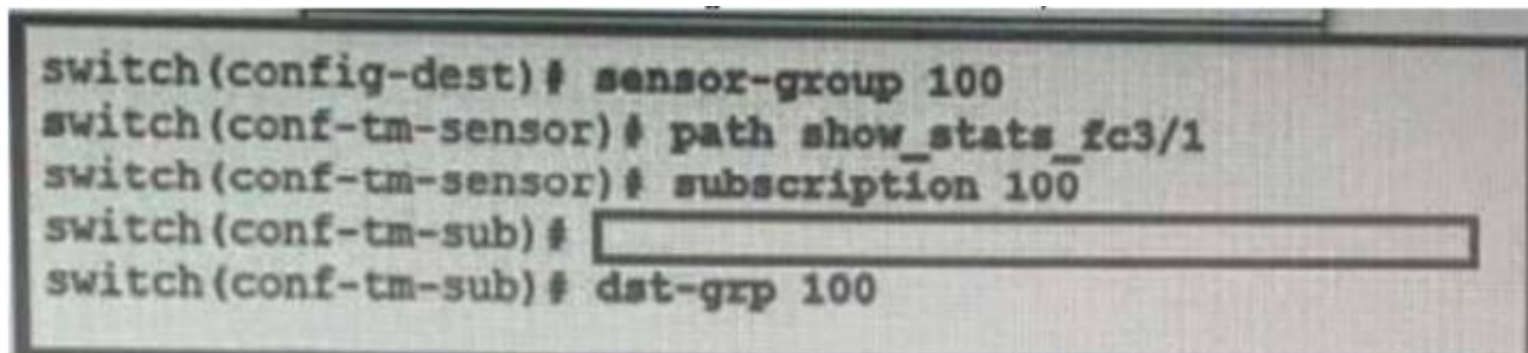 switch(config-dest)# sensor-group 100
switch(conf-tm-sensor)# path show_stats_fc3/1
switch(conf-tm-sensor)# subscription 100
switch(conf-tm-sub)#
switch(conf-tm-sub)# dst-grp 100